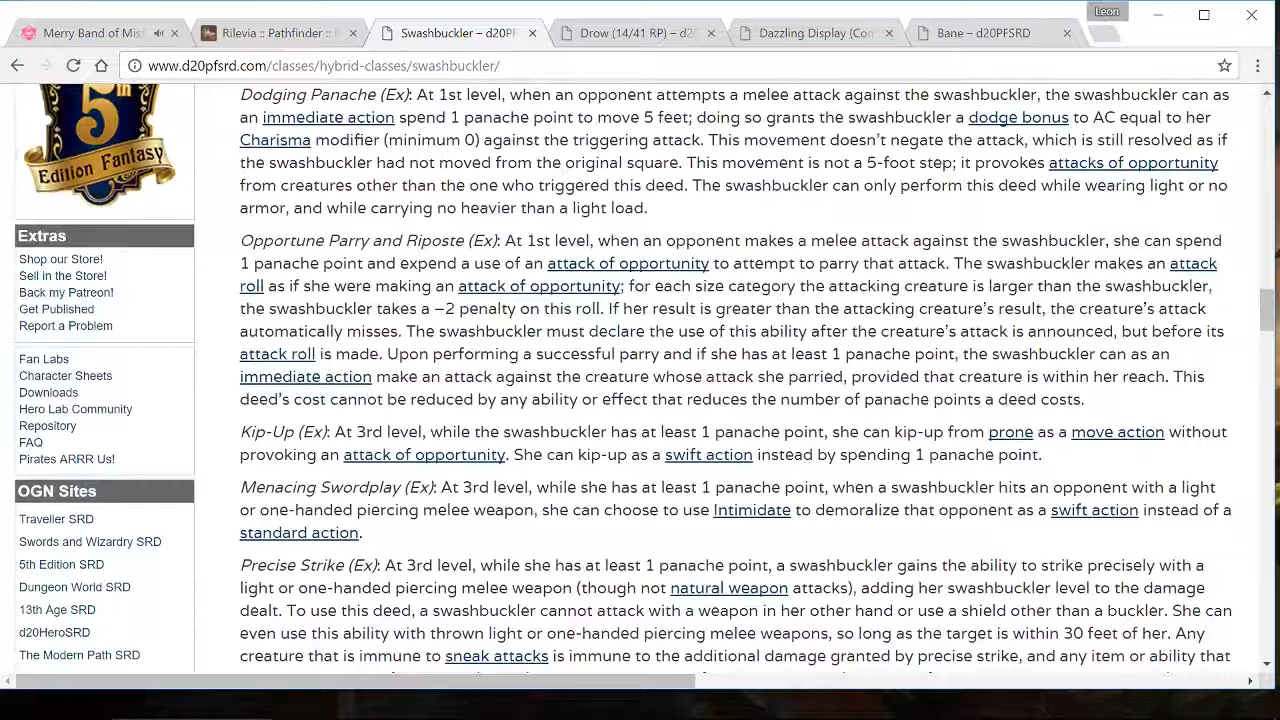 Leon
Merry Band of Mis
Rilevia :: Pathfinder :: 
Swashbuckler – d20PF
Drow (14/41 RP) – d20
Dazzling Display (Com
Bane – d20PFSRD
www.d20pfsrd.com/classes/hybrid-classes/swashbuckler/
5th
Edition Fantasy
Extras
Shop our Store!
Sell in the Store!
Back my Patreon!
Get Published
Report a Problem
Fan Labs
Character Sheets
Downloads
Hero Lab Community
Repository
FAQ
Pirates ARRR Us!
OGN Sites
Traveller SRD
Swords and Wizardry SRD
5th Edition SRD
Dungeon World SRD
13th Age SRD
d20HeroSRD
The Modern Path SRD
Dodging Panache (Ex): At 1st level, when an opponent attempts a melee attack against the swashbuckler, the swashbuckler can as
an immediate action spend 1 panache point to move 5 feet; doing so grants the swashbuckler a dodge bonus to AC equal to her
Charisma modifier (minimum 0) against the triggering attack. This movement doesn't negate the attack, which is still resolved as if
the swashbuckler had not moved from the original square. This movement is not a 5-foot step; it provokes attacks of opportunity
from creatures other than the one who triggered this deed. The swashbuckler can only perform this deed while wearing light or no
armor, and while carrying no heavier than a light load.
Opportune Parry and Riposte (Ex): At 1st level, when an opponent makes a melee attack against the swashbuckler, she can spend
1 panache point and expend a use of an attack of opportunity to attempt to parry that attack. The swashbuckler makes an attack
roll as if she were making an attack of opportunity; for each size category the attacking creature is larger than the swashbuckler,
the swashbuckler takes a –2 penalty on this roll. If her result is greater than the attacking creature's result, the creature's attack
automatically misses. The swashbuckler must declare the use of this ability after the creature's attack is announced, but before its
attack roll is made. Upon performing a successful parry and if she has at least 1 panache point, the swashbuckler can as an
immediate action make an attack against the creature whose attack she parried, provided that creature is within her reach. This
deed's cost cannot be reduced by any ability or effect that reduces the number of panache points a deed costs.
Kip-Up (Ex): At 3rd level, while the swashbuckler has at least 1 panache point, she can kip-up from prone as a move action without
provoking an attack of opportunity. She can kip-up as a swift action instead by spending 1 panache point.
Menacing Swordplay (Ex): At 3rd level, while she has at least 1 panache point, when a swashbuckler hits an opponent with a light
or one-handed piercing melee weapon, she can choose to use Intimidate to demoralize that opponent as a swift action instead of a
standard action.
Precise Strike (Ex): At 3rd level, while she has at least 1 panache point, a swashbuckler gains the ability to strike precisely with a
light or one-handed piercing melee weapon (though not natural weapon attacks), adding her swashbuckler level to the damage
dealt. To use this deed, a swashbuckler cannot attack with a weapon in her other hand or use a shield other than a buckler. She can
even use this ability with thrown light or one-handed piercing melee weapons, so long as the target is within 30 feet of her. Any
creature that is immune to sneak attacks is immune to the additional damage granted by precise strike, and any item or ability that